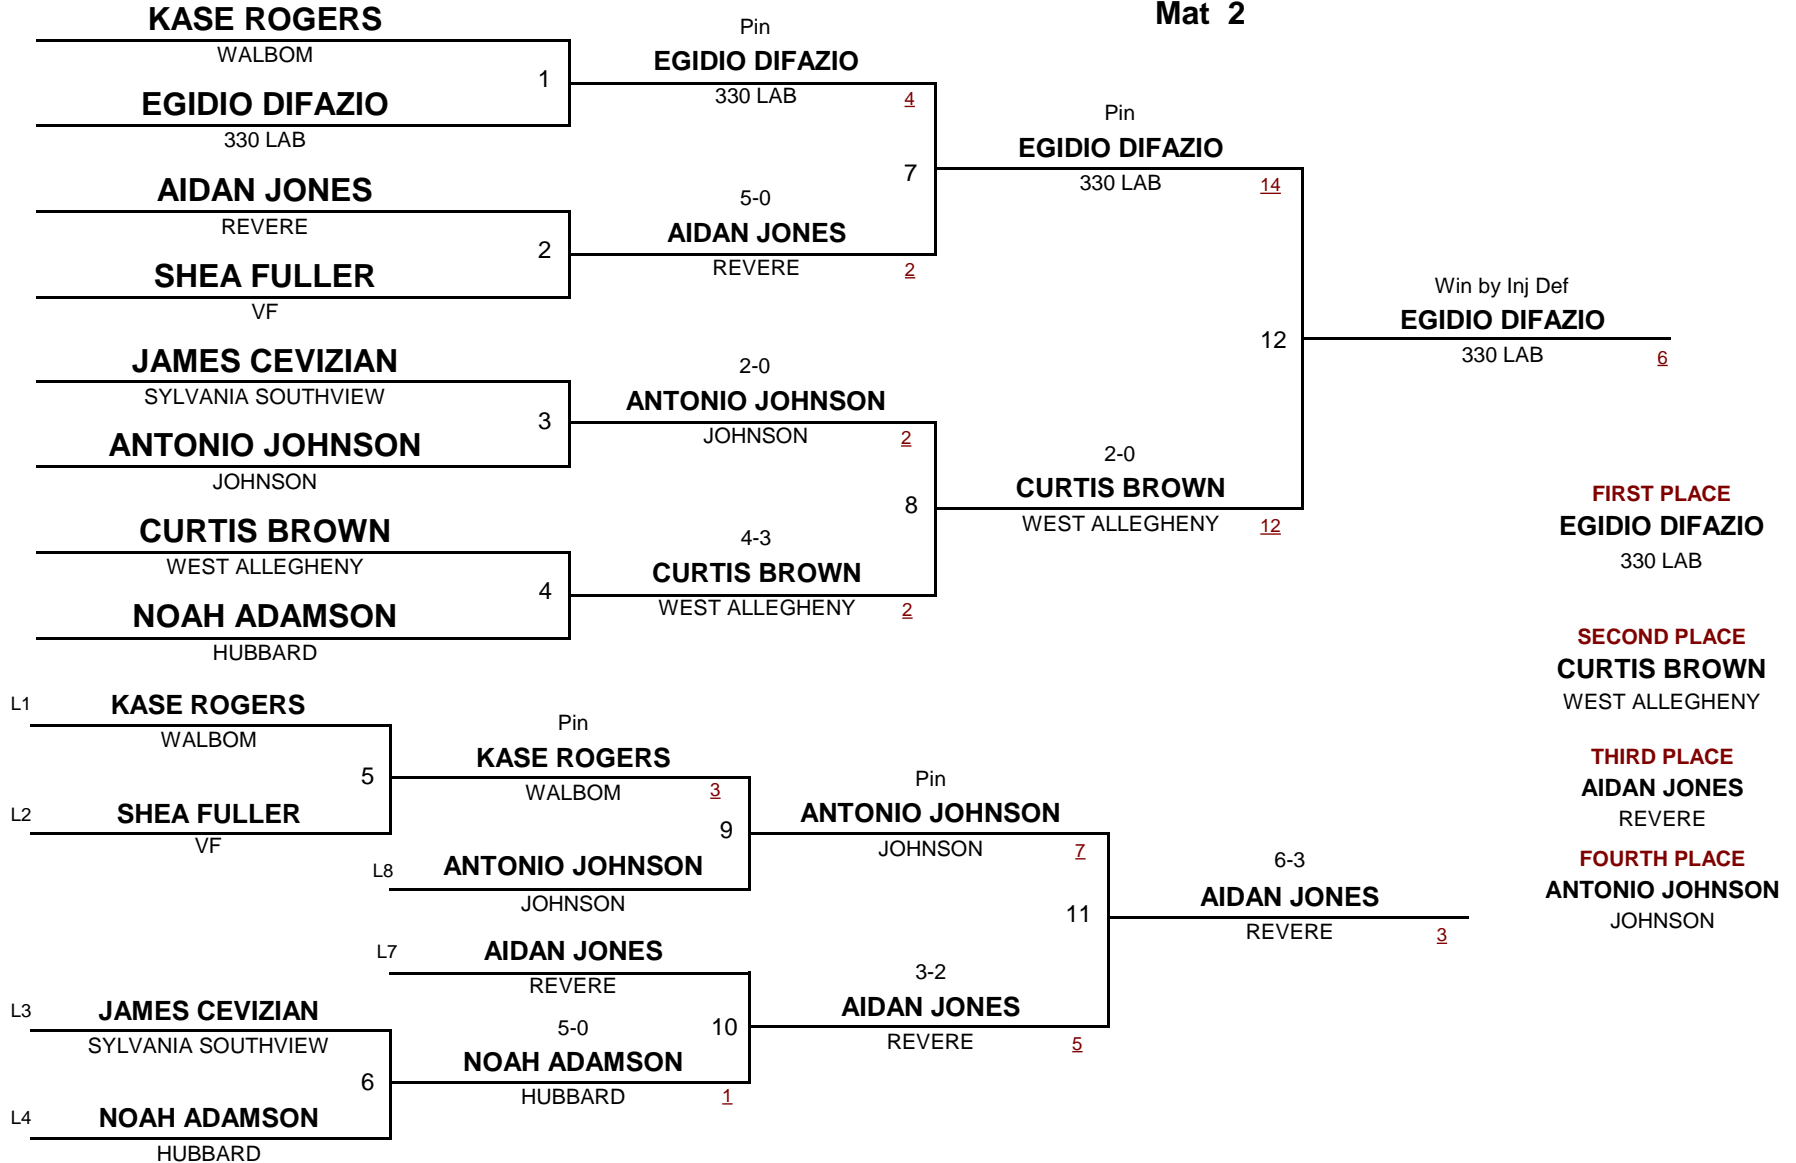 Mat 2
KASE ROGERS
WALBOM
1
EGIDIO DIFAZIO
330 LAB
AIDAN JONES
REVERE
2
SHEA FULLER
VF
JAMES CEVIZIAN
SYLVANIA SOUTHVIEW
3
ANTONIO JOHNSON
JOHNSON
CURTIS BROWN
WEST ALLEGHENY
4
NOAH ADAMSON
HUBBARD
Pin
EGIDIO DIFAZIO
330 LAB
4
7
5-0
AIDAN JONES
REVERE
2
2-0
ANTONIO JOHNSON
JOHNSON
2
8
4-3
CURTIS BROWN
WEST ALLEGHENY
2
Pin
EGIDIO DIFAZIO
330 LAB
14
12
2-0
CURTIS BROWN
WEST ALLEGHENY
12
Win by Inj Def
EGIDIO DIFAZIO
330 LAB
6
FIRST PLACE
EGIDIO DIFAZIO
330 LAB
SECOND PLACE
CURTIS BROWN
WEST ALLEGHENY
THIRD PLACE
AIDAN JONES
REVERE
FOURTH PLACE
ANTONIO JOHNSON
JOHNSON
L1
KASE ROGERS
WALBOM
5
L2
SHEA FULLER
VF
L3
JAMES CEVIZIAN
SYLVANIA SOUTHVIEW
6
L4
NOAH ADAMSON
HUBBARD
Pin
KASE ROGERS
WALBOM
3
9
L8
ANTONIO JOHNSON
JOHNSON
L7
AIDAN JONES
REVERE
5-0
10
NOAH ADAMSON
HUBBARD
1
Pin
ANTONIO JOHNSON
JOHNSON
7
11
3-2
AIDAN JONES
REVERE
5
6-3
AIDAN JONES
REVERE
3